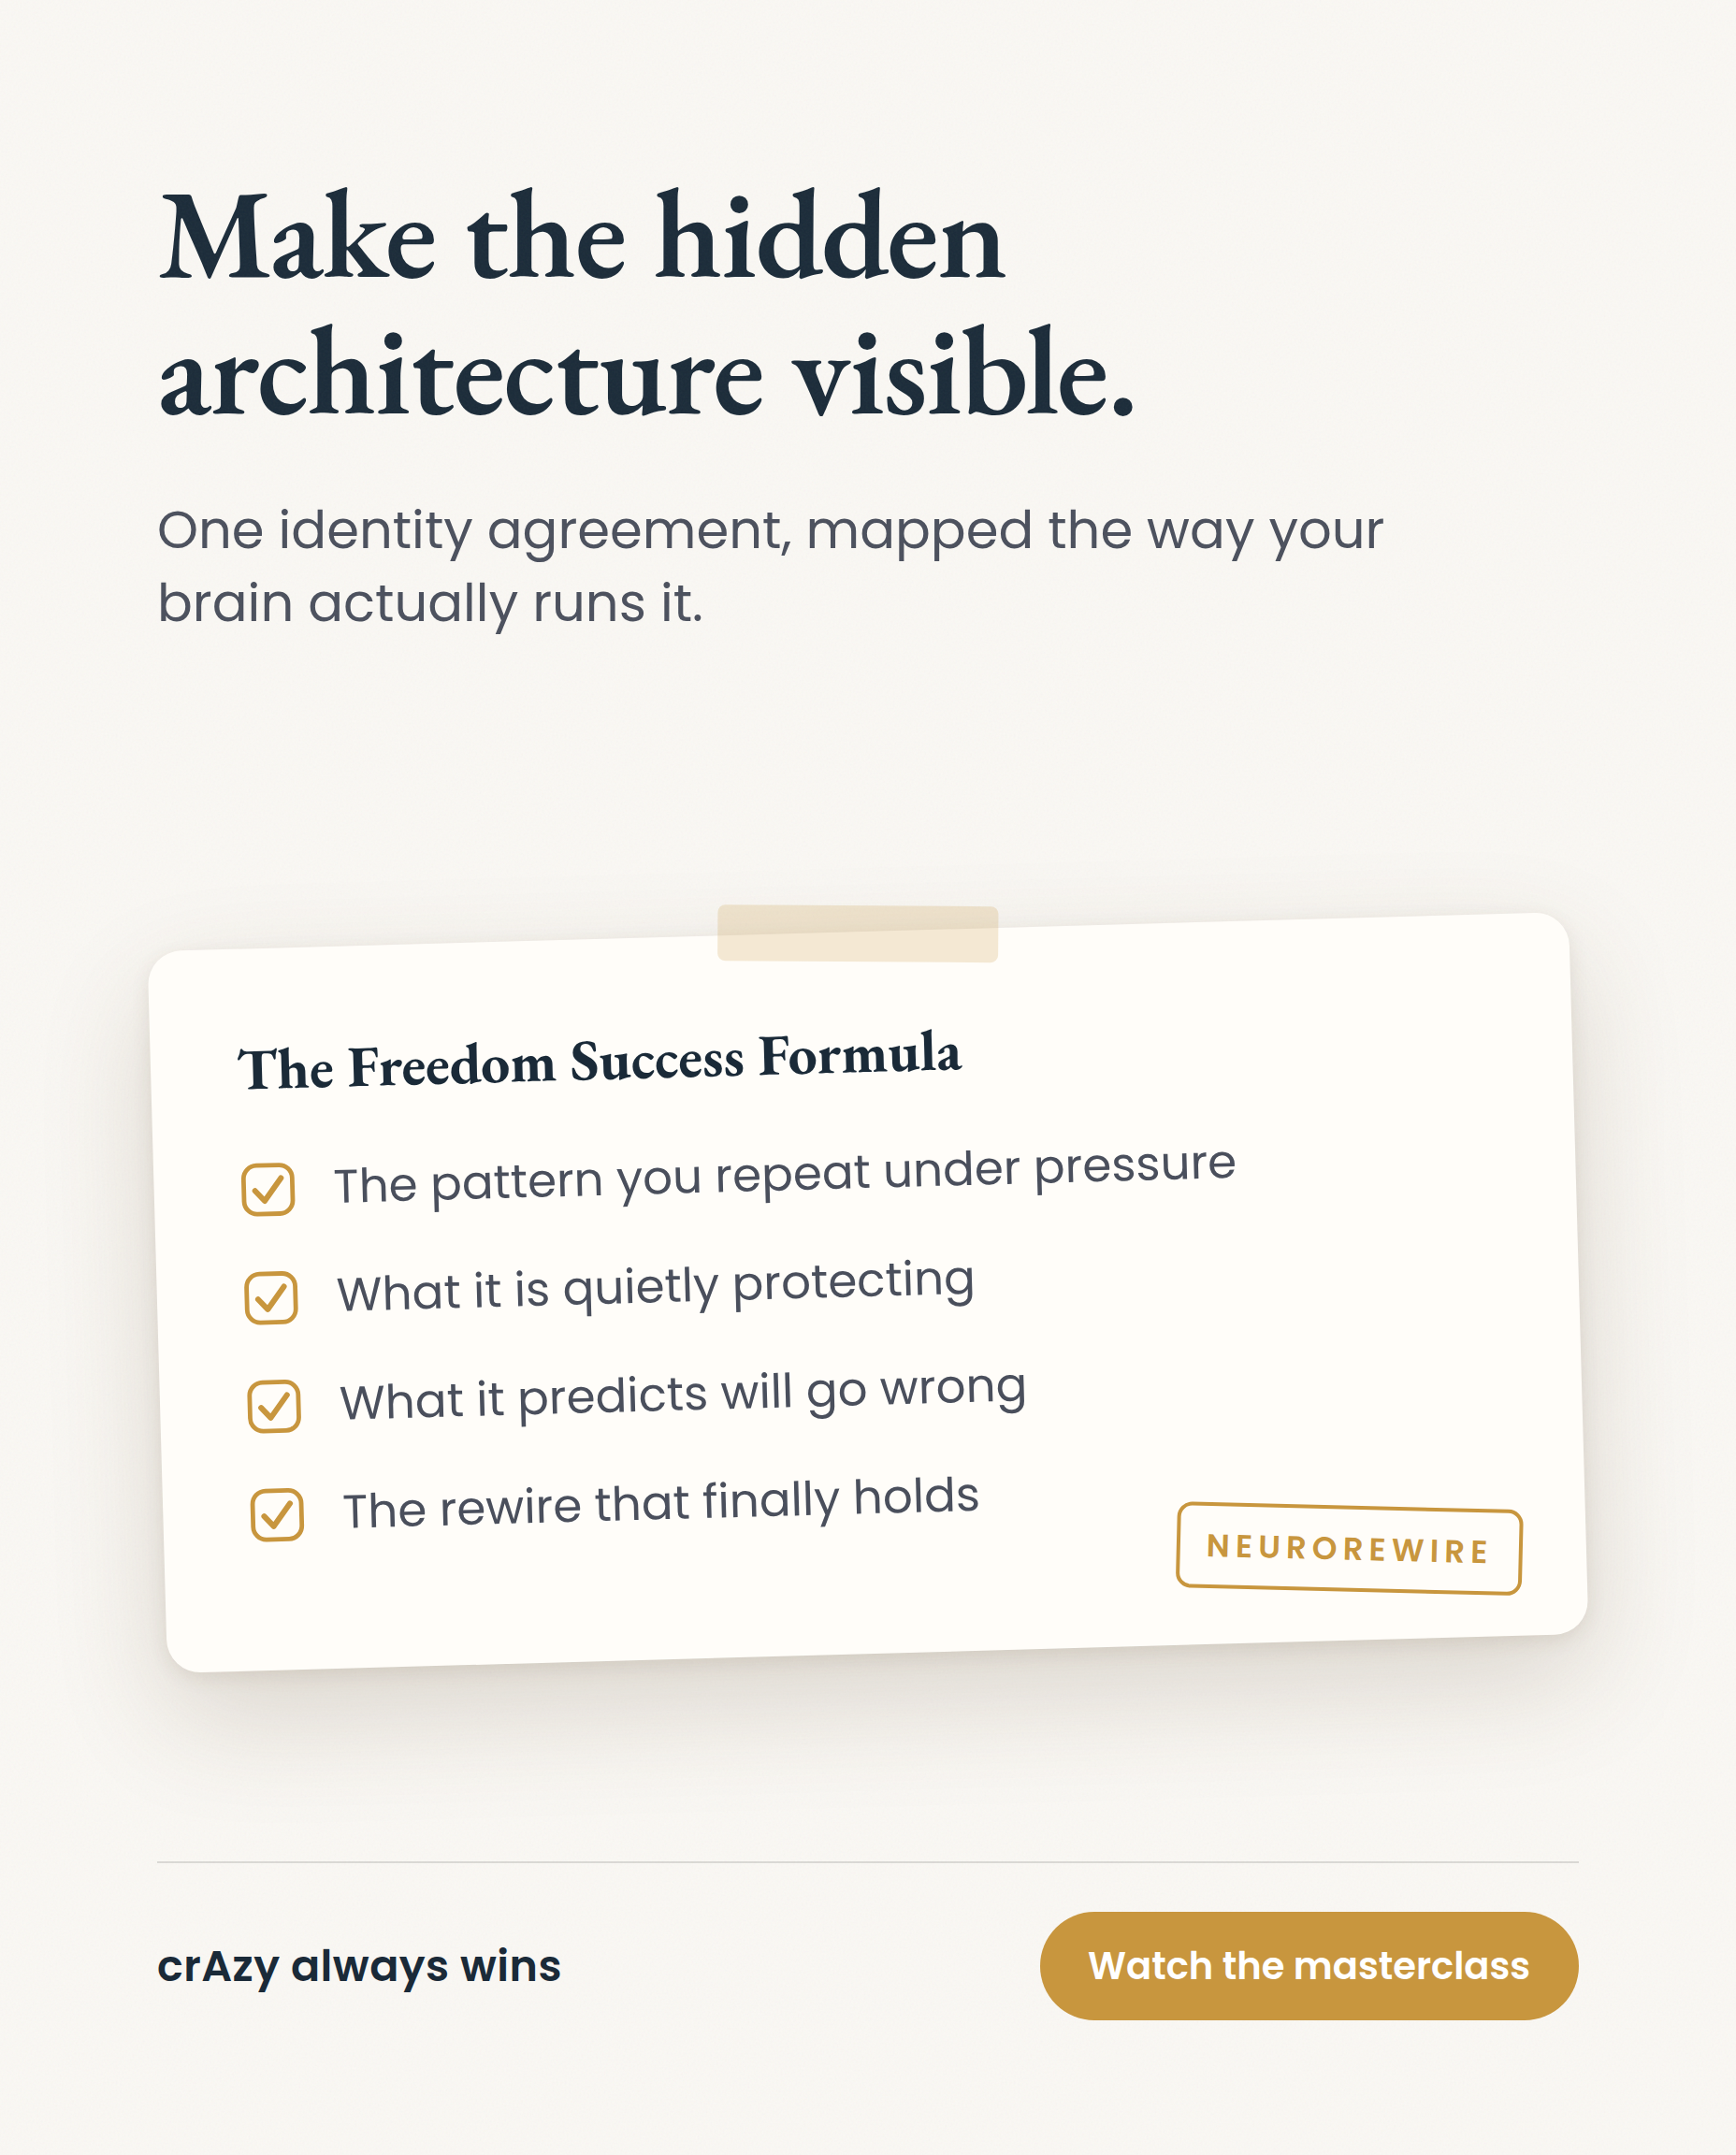 Make the hidden
architecture visible.
One identity agreement, mapped the way your
brain actually runs it.
The Freedom Success Formula
The pattern you repeat under pressure
What it is quietly protecting
What it predicts will go wrong
The rewire that finally holds
NEUROREWIRE
crAzy always wins
Watch the masterclass